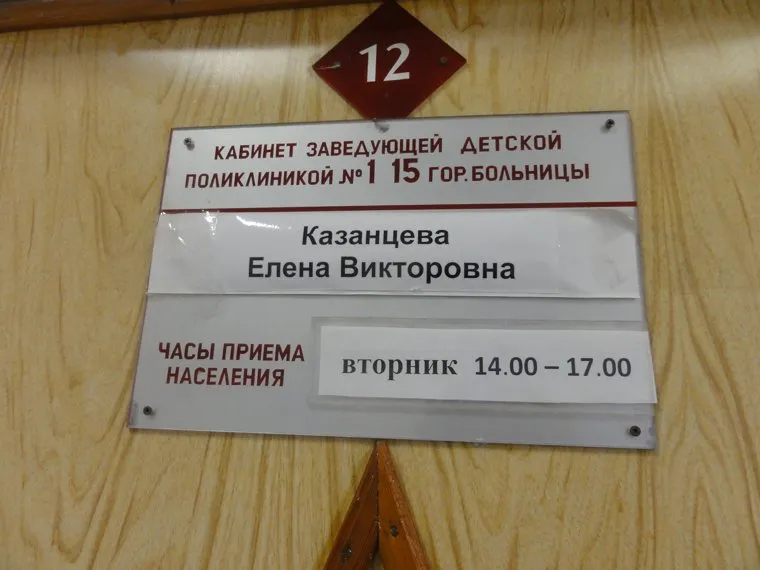 12
КАБИНЕТ ЗАВЕДУЮЩЕЙ ДЕТСКОЙ
ПОЛИКЛИНИКОЙ №1 15 ГОР. БОЛЬНИЦЫ
Казанцева
Елена Викторовна
ЧАСЫ ПРИЕМА
НАСЕЛЕНИЯ
вторник 14.00 – 17.00